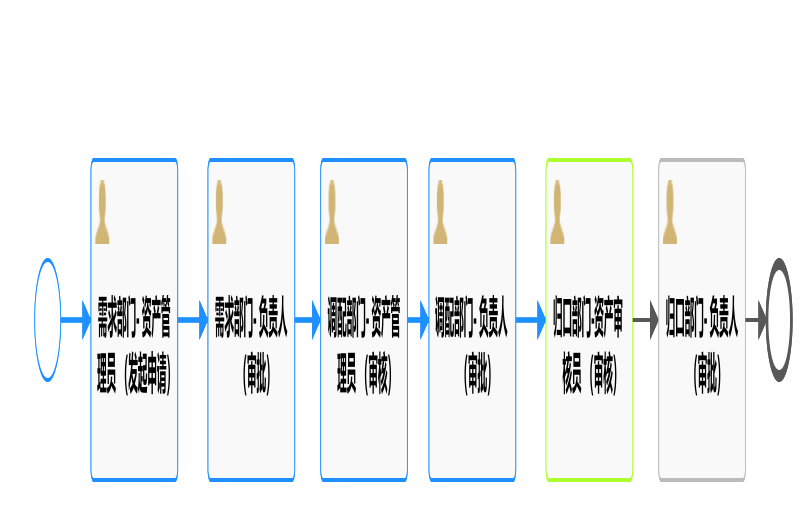 需求部门- 资产管
理员（发起申请）
需求部门- 负责人
（审批）
调配部门- 资产管
理员（审核）
调配部门- 负责人
（审批）
归口部门-资产审
核员（审核）
归口部门- 负责人
（审批）